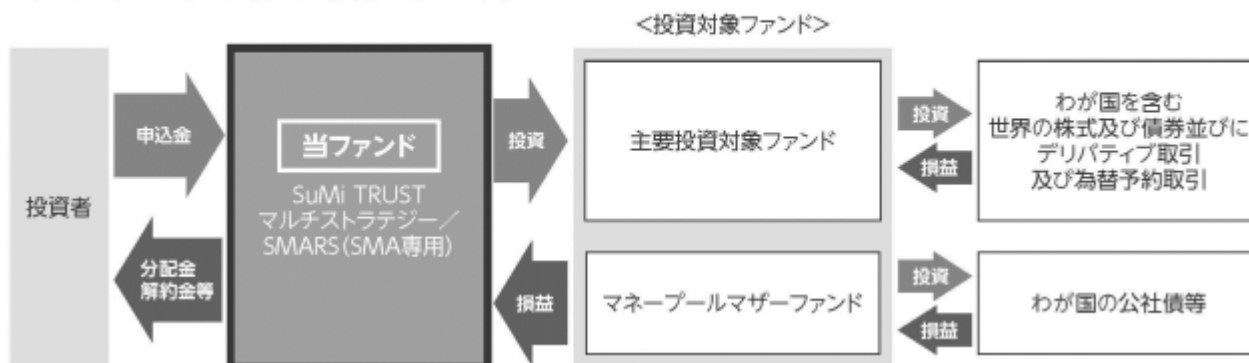 <投資対象ファンド>
投資者
申込金
分配金
解約金等
当ファンド
SuMi TRUST
マルチストラテジー/
SMARS(SMA専用)
投資
損益
主要投資対象ファンド
投資
損益
わが国を含む
世界の株式及び債券並びに
デリバティブ取引
及び為替予約取引
マネープールマザーファンド
投資
損益
わが国の公社債等